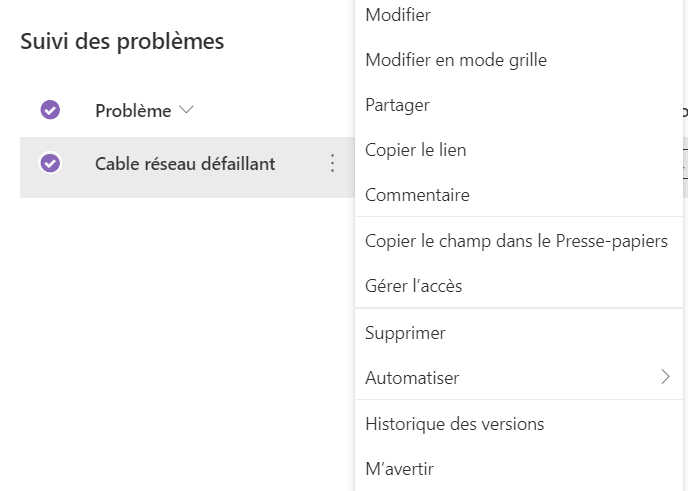 Suivi des problèmes
Problème
Cable réseau défaillant
Modifier
Modifier en mode grille
Partager
Copier le lien
Commentaire
Copier le champ dans le Presse-papiers
Gérer l’accès
Supprimer
Automatiser
Historique des versions
M’avertir